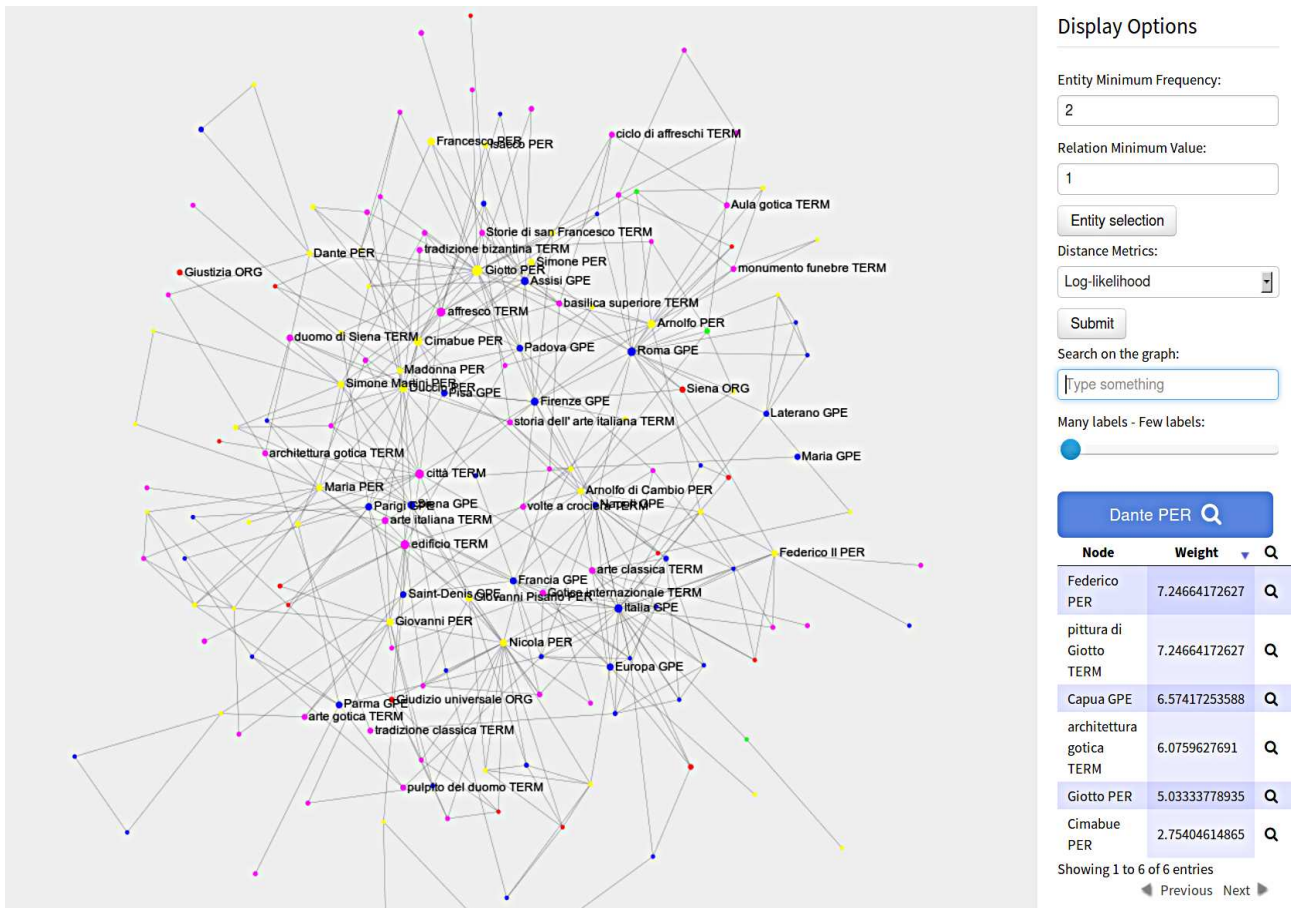 Francesco PER
Isacco PER
ciclo di affreschi TERM
Aula gotica TERM
Storie di san Francesco TERM
tradizione bizantina TERM
Dante PER
Simone PER
Giotto PER
Giustizia ORG
monumento funebre TERM
Assisi GPE
basilica superiore TERM
affresco TERM
Arnolfo PER
duomo di Siena TERM
Cimabue PER
Padova GPE
Roma GPE
Madonna PER
Simone Martini PER
Duccio PER
Pisa GPE
Siena ORG
Firenze GPE
Laterano GPE
storia dell' arte italiana TERM
architettura gotica TERM
Maria GPE
città TERM
Maria PER
Arnolfo di Cambio PER
Parigi GPE
Siena GPE
volte a crociera TERM
Napoli GPE
arte italiana TERM
edificio TERM
Federico II PER
arte classica TERM
Francia GPE
Saint-Denis GPE
Giovanni Pisano PER
Gotico internazionale TERM
Italia GPE
Giovanni PER
Nicola PER
Europa GPE
Parma GPE
Giudizio universale ORG
arte gotica TERM
tradizione classica TERM
pulpito del duomo TERM
Display Options
Entity Minimum Frequency:
2
Relation Minimum Value:
1
Entity selection
Distance Metrics:
Log-likelihood
Submit
Search on the graph:
Type something
Many labels - Few labels:
Dante PER
Node Weight
Federico
PER
7.24664172627
pittura di
Giotto
TERM
7.24664172627
Capua GPE 6.57417253588
architettura
gotica
TERM
6.0759627691
Giotto PER 5.03333778935
Cimabue
PER
2.75404614865
Showing 1 to 6 of 6 entries
Previous Next